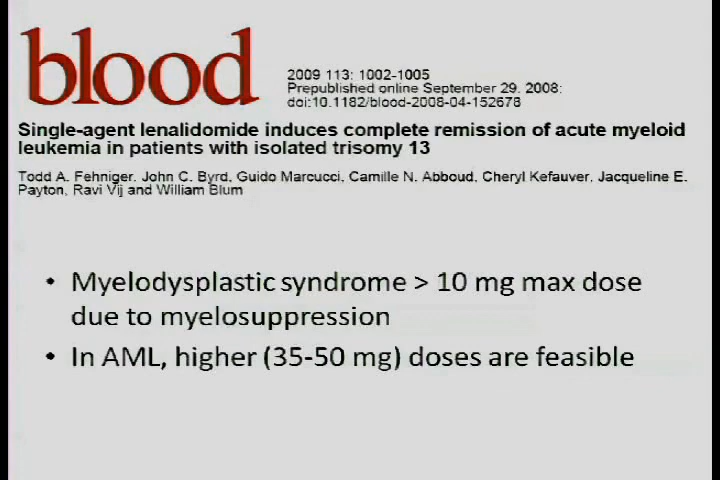 blood
2009 113: 1002-1005
Prepublished online September 29, 2008;
doi:10.1182/blood-2008-04-152678
Single-agent lenalidomide induces complete remission of acute myeloid
leukemia in patients with isolated trisomy 13
Todd A. Fehniger, John C. Byrd, Guido Marcucci, Camille N. Abboud, Cheryl Kefauver, Jacqueline E.
Payton, Ravi Vij and William Blum
• Myelodysplastic syndrome > 10 mg max dose
due to myelosuppression
• In AML, higher (35-50 mg) doses are feasible